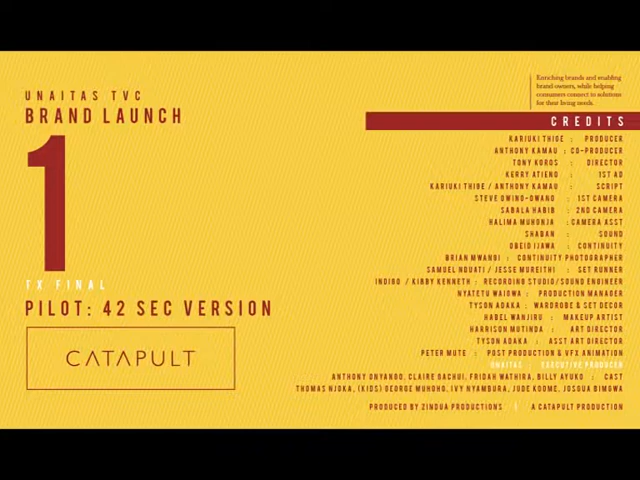 UNAITAS TVC
BRAND LAUNCH
1
TX FINAL
PILOT: 42 SEC VERSION
CATAPULT
Enriching brands and enabling
brand owners, while helping
consumers connect to solutions
for their living needs.
CREDITS
KARIUKI THIGE : PRODUCER
ANTHONY KAMAU : CO-PRODUCER
TONY KOROS : DIRECTOR
KERRY ATIENO : 1ST AD
KARIUKI THIGE / ANTHONY KAMAU : SCRIPT
STEVE OWINO-OWANO : 1ST CAMERA
SABALA HABIB : 2ND CAMERA
HALIMA MUHONJA : CAMERA ASST
SHABAN : SOUND
OBEID IJAWA : CONTINUITY
BRIAN MWANGI : CONTINUITY PHOTOGRAPHER
SAMUEL NGUATI / JESSE MUREITHI : SET RUNNER
INDIGO / KIRBY KENNETH : RECORDING STUDIO/SOUND ENGINEER
NYATETU WAIGWA : PRODUCTION MANAGER
TYSON ADAKA : WARDROBE & SET DECOR
HABEL WANJIRU : MAKEUP ARTIST
HARRISON MUTINDA : ART DIRECTOR
TYSON ADAKA : ASST ART DIRECTOR
PETER MUTE : POST PRODUCTION & VFX ANIMATION
UNAITAS : EXECUTIVE PRODUCER
ANTHONY ONYANGO, CLAIRE GACHUI, FRIDAH WATHIRA, BILLY AYUKO : CAST
THOMAS NJOKA, (KIDS) GEORGE MUHOHO, IVY NYAMBURA, JUDE KOOME, JOSGUA BIMGWA
PRODUCED BY ZINDUA PRODUCTIONS | A CATAPULT PRODUCTION